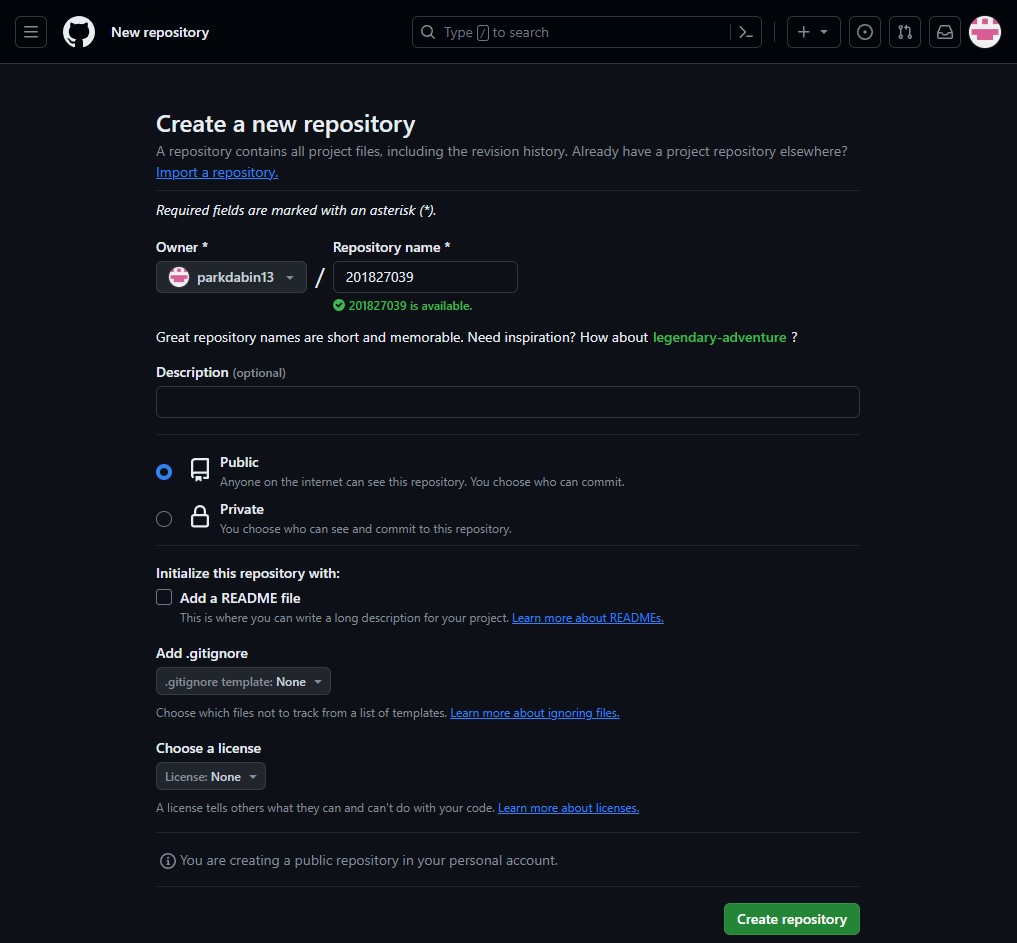 New repository
Type / to search
Create a new repository
A repository contains all project files, including the revision history. Already have a project repository elsewhere?
Import a repository.
Required fields are marked with an asterisk (*).
Owner * Repository name *
parkdabin13 / 201827039
201827039 is available.
Great repository names are short and memorable. Need inspiration? How about legendary-adventure ?
Description (optional)
Public
Anyone on the internet can see this repository. You choose who can commit.
Private
You choose who can see and commit to this repository.
Initialize this repository with:
Add a README file
This is where you can write a long description for your project. Learn more about READMEs.
Add .gitignore
.gitignore template: None
Choose which files not to track from a list of templates. Learn more about ignoring files.
Choose a license
License: None
A license tells others what they can and can't do with your code. Learn more about licenses.
You are creating a public repository in your personal account.
Create repository